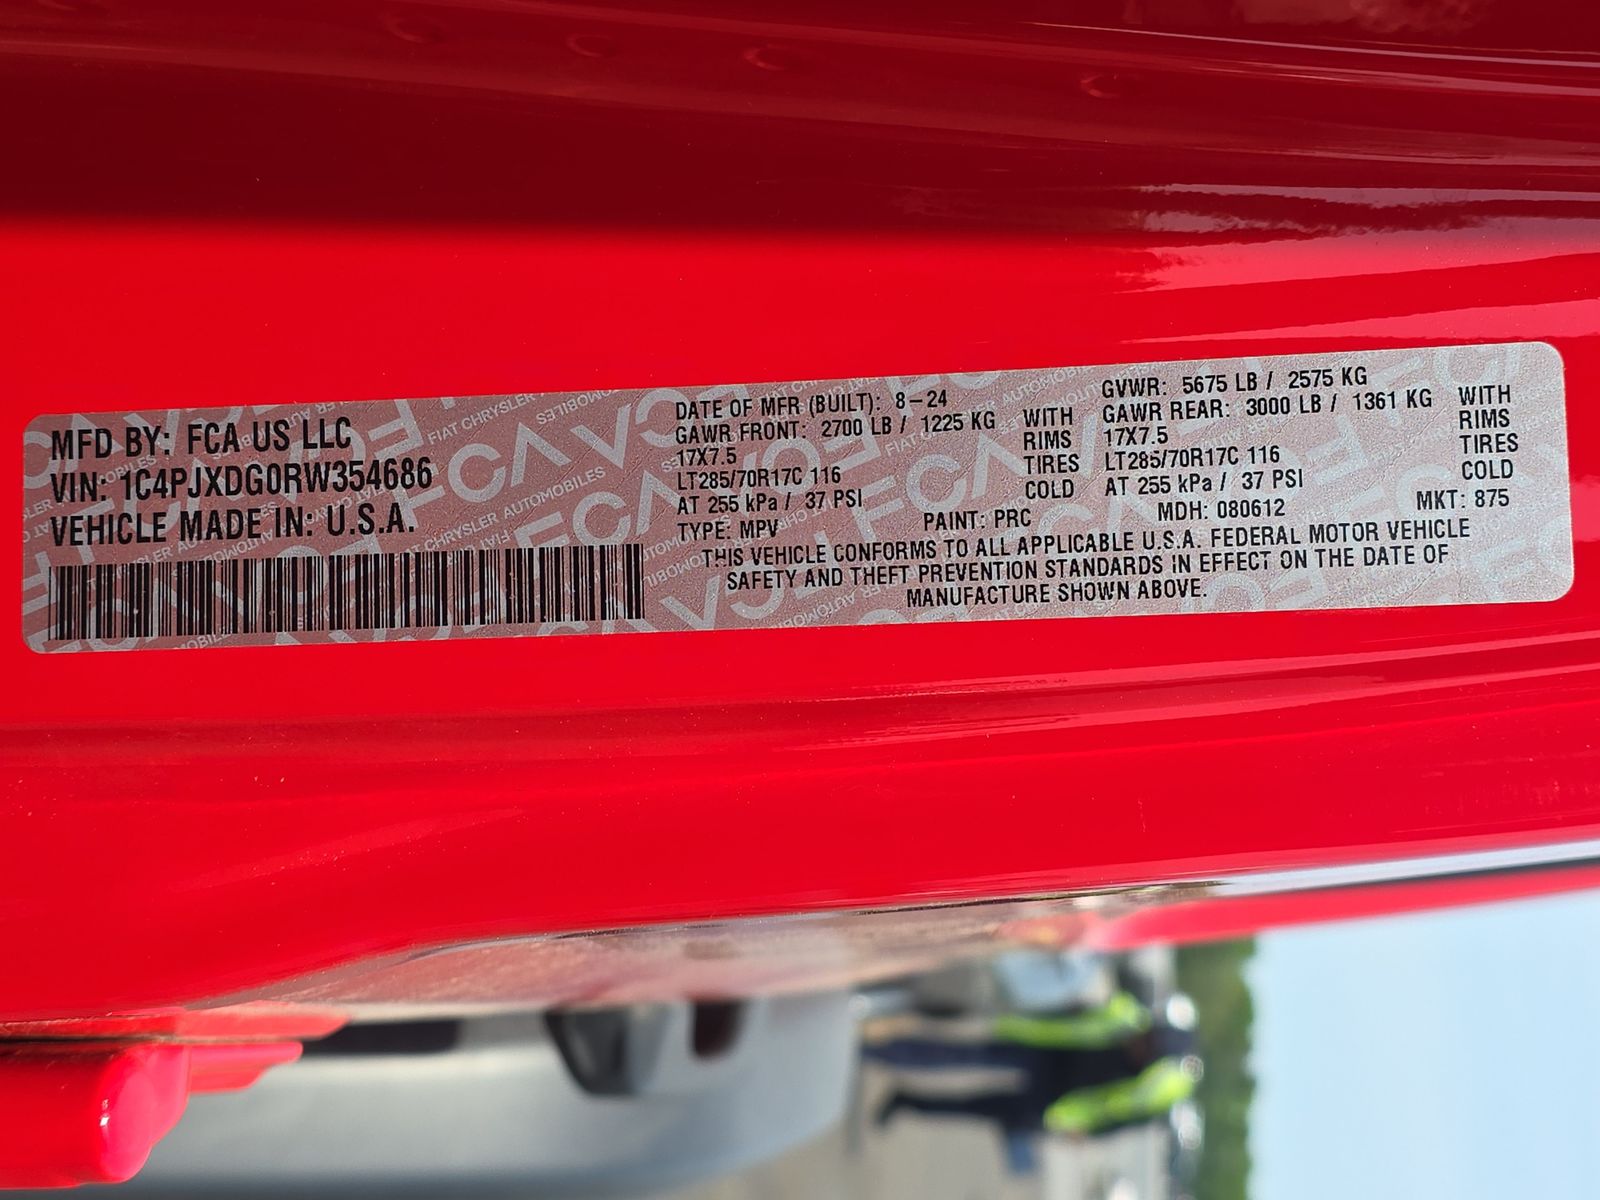 MFD BY: FCA US LLC
VIN: 1C4PJXDG0RW354686
VEHICLE MADE IN: U.S.A.
DATE OF MFR (BUILT): 8-24
GAWR FRONT: 2700 LB / 1225 KG WITH
17X7.5 RIMS
LT285/70R17C 116 TIRES
AT 255 kPa / 37 PSI COLD
GVWR: 5675 LB / 2575 KG
GAWR REAR: 3000 LB / 1361 KG WITH
17X7.5 RIMS
LT285/70R17C 116 TIRES
AT 255 kPa / 37 PSI COLD
TYPE: MPV PAINT: PRC MDH: 080612 MKT: 875
THIS VEHICLE CONFORMS TO ALL APPLICABLE U.S.A. FEDERAL MOTOR VEHICLE
SAFETY AND THEFT PREVENTION STANDARDS IN EFFECT ON THE DATE OF
MANUFACTURE SHOWN ABOVE.
FCA
FIAT CHRYSLER AUTOMOBILES